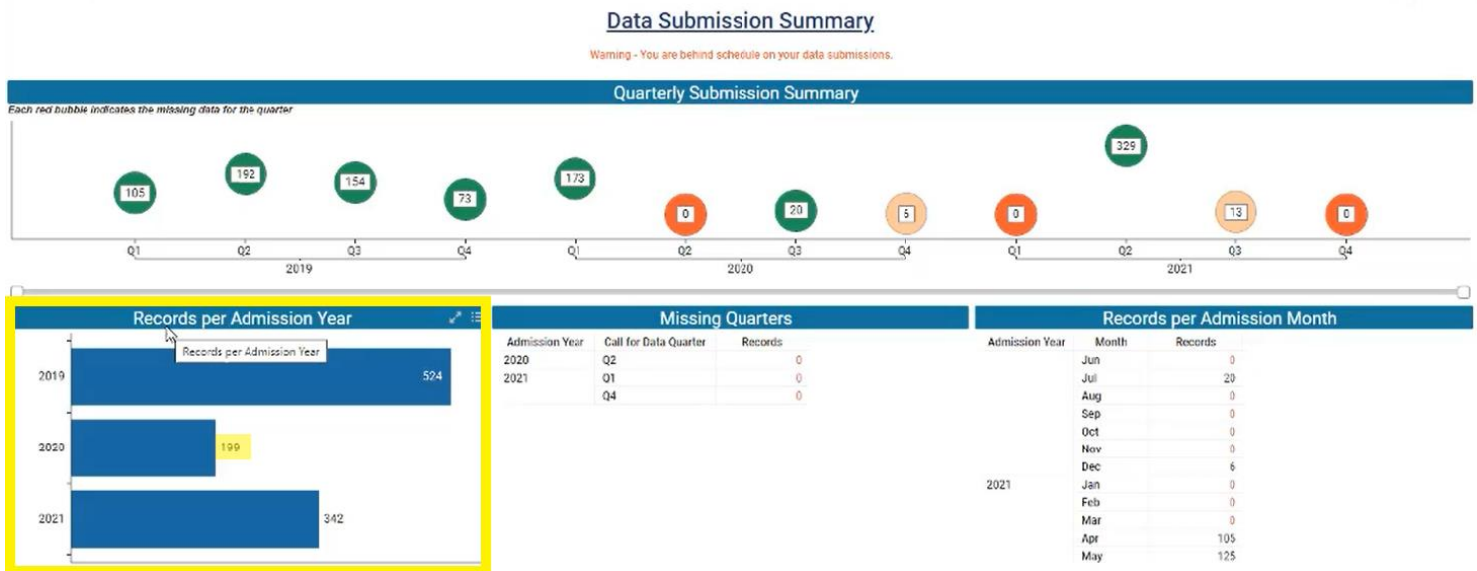 Data Submission Summary
Warning - You are behind schedule on your data submissions.
Quarterly Submission Summary
Each red bubble indicates the missing data for the quarter
105
192
154
73
173
0
20
6
0
329
13
0
Q1 Q2 Q3 Q4 Q1 Q2 Q3 Q4 Q1 Q2 Q3 Q4
2019 2020 2021
Records per Admission Year
Records per Admission Year
2019 524
2020 199
2021 342
Missing Quarters
Admission Year Call for Data Quarter Records
2020 Q2 0
2021 Q1 0
Q4 0
Records per Admission Month
Admission Year Month Records
Jun 0
Jul 20
Aug 0
Sep 0
Oct 0
Nov 0
Dec 6
2021 Jan 0
Feb 0
Mar 0
Apr 105
May 125